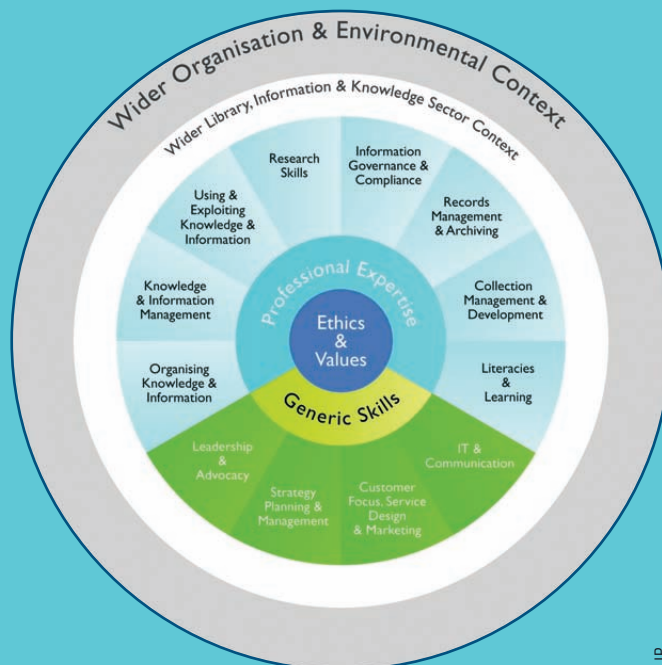 Wider Organisation & Environmental Context
Wider Library, Information & Knowledge Sector Context
Research
Skills
Information
Governance &
Compliance
Records
Management
& Archiving
Collection
Management &
Development
Literacies
&
Learning
IT &
Communication
Customer
Focus, Service
Design
& Marketing
Strategy
Planning &
Management
Leadership
&
Advocacy
Organising
Knowledge &
Information
Knowledge
& Information
Management
Using &
Exploiting
Knowledge &
Information
Professional Expertise
Ethics
&
Values
Generic Skills